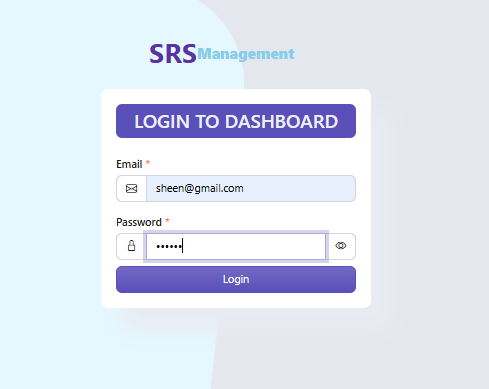 SRSManagement
LOGIN TO DASHBOARD
Email *
sheen@gmail.com
Password *
••••••
Login